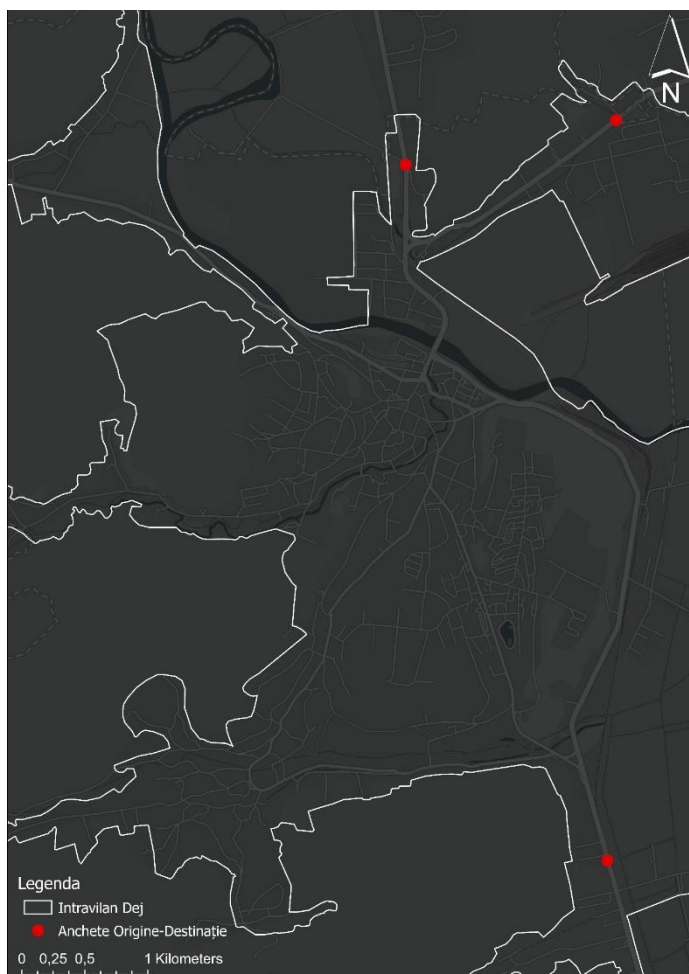 N
Legenda
Intravilan Dej
Anchete Origine-Destinație
0 0,25 0,5 1 Kilometers